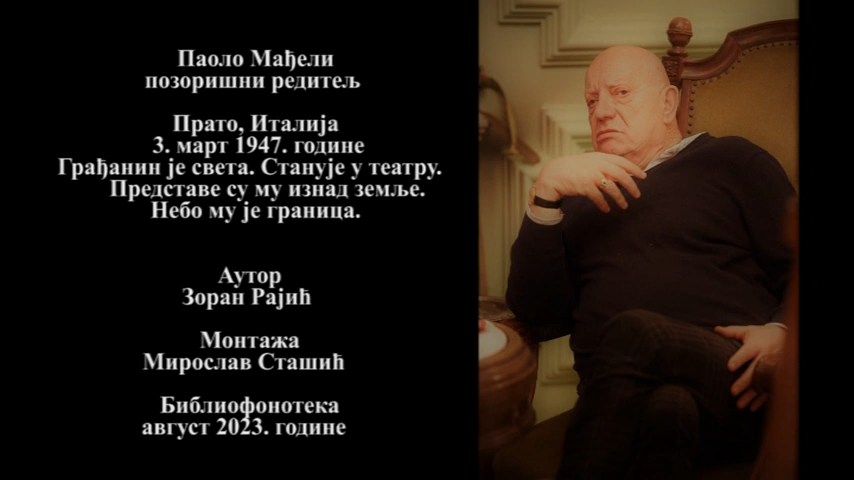 Паоло Мађели
позоришни редитељ
Прато, Италија
3. март 1947. године
Грађанин је света. Станује у театру.
Представе су му изнад земље.
Небо му је граница.
Аутор
Зоран Рајић
Монтажа
Мирослав Сташић
Библиофонотека
август 2023. године